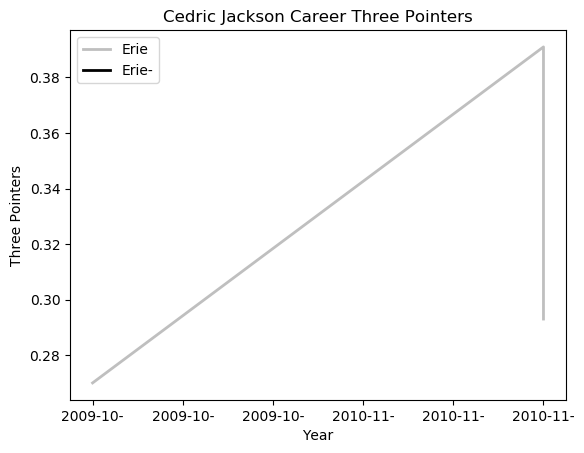 Cedric Jackson Career Three Pointers
Erie
Erie-
Three Pointers
0.38
0.36
0.34
0.32
0.30
0.28
2009-10- 2009-10- 2009-10- 2010-11- 2010-11- 2010-11-
Year